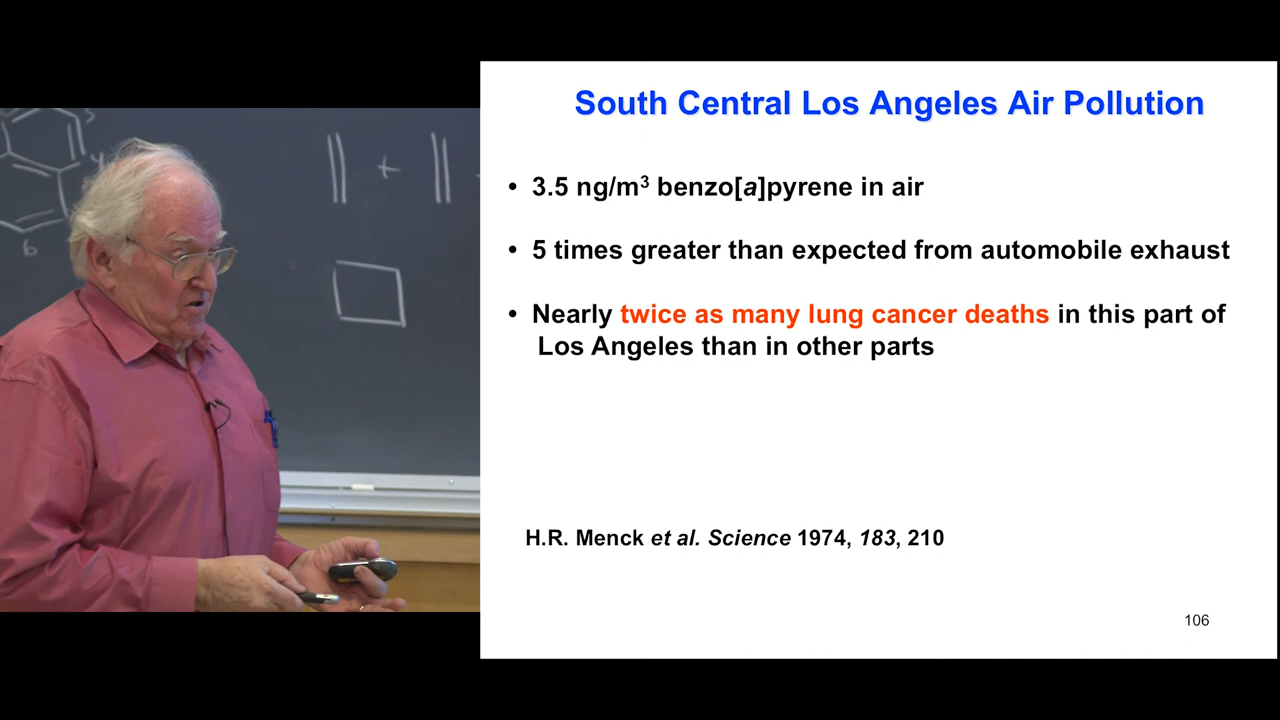 South Central Los Angeles Air Pollution
• 3.5 ng/m³ benzo[a]pyrene in air
• 5 times greater than expected from automobile exhaust
• Nearly twice as many lung cancer deaths in this part of
Los Angeles than in other parts
H.R. Menck et al. Science 1974, 183, 210
106
+
6